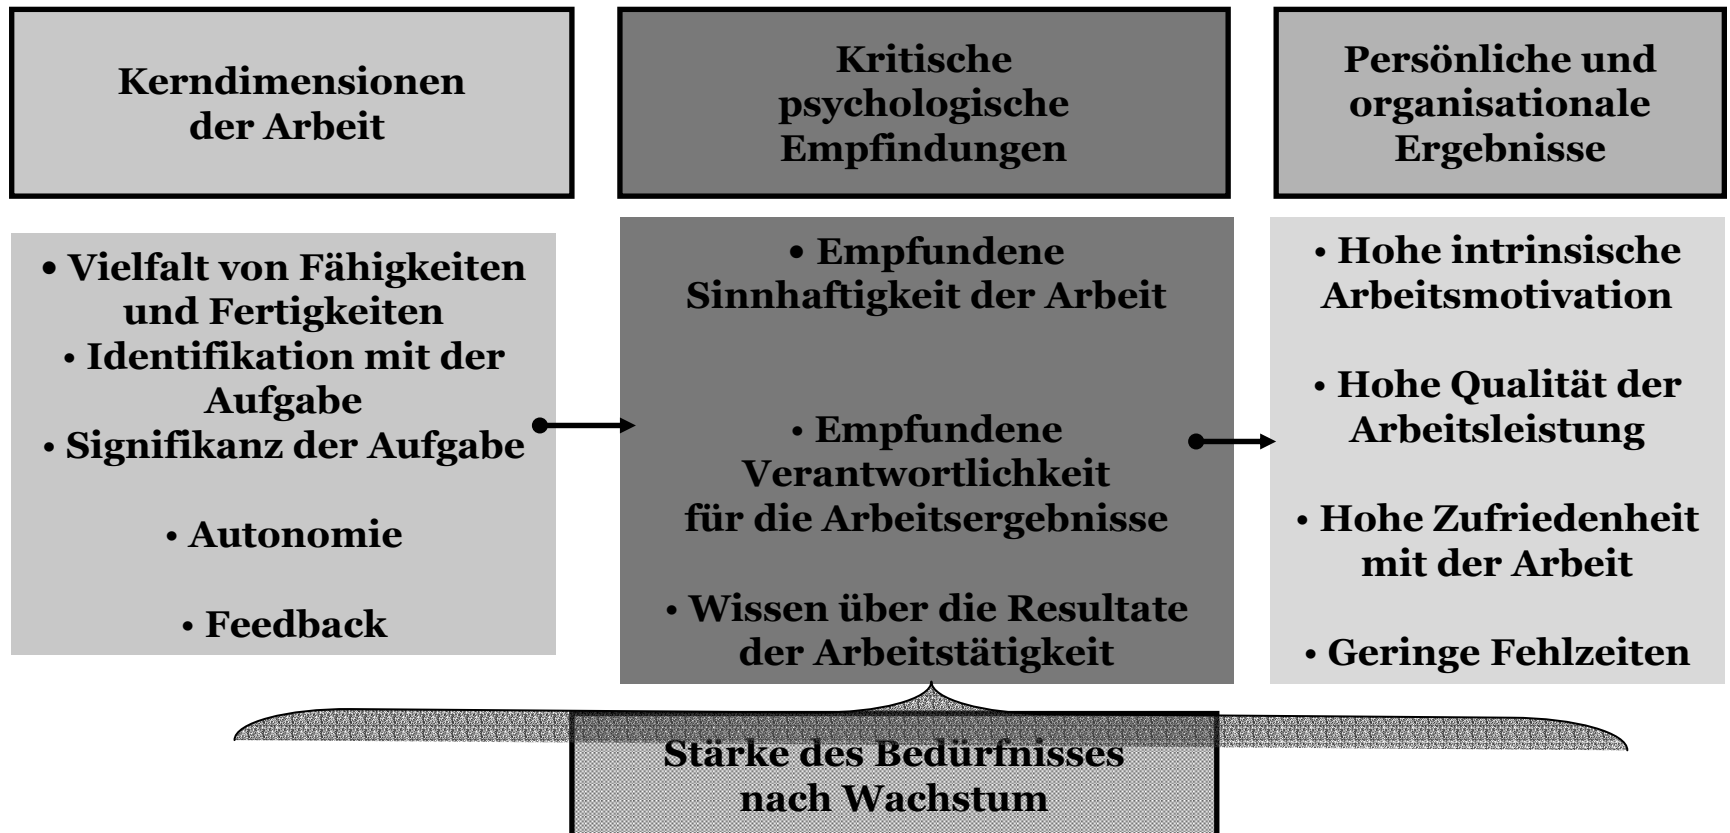 Kerndimensionen
der Arbeit
Kritische
psychologische
Empfindungen
Persönliche und
organisationale
Ergebnisse
• Vielfalt von Fähigkeiten
und Fertigkeiten
• Identifikation mit der
Aufgabe
• Signifikanz der Aufgabe
• Autonomie
• Feedback
• Empfundene
Sinnhaftigkeit der Arbeit
• Empfundene
Verantwortlichkeit
für die Arbeitsergebnisse
• Wissen über die Resultate
der Arbeitstätigkeit
• Hohe intrinsische
Arbeitsmotivation
• Hohe Qualität der
Arbeitsleistung
• Hohe Zufriedenheit
mit der Arbeit
• Geringe Fehlzeiten
Stärke des Bedürfnisses
nach Wachstum